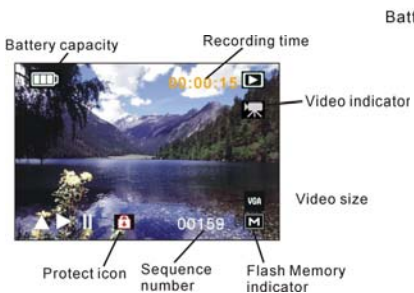 Batt
Battery capacity
Recording time
00:00:15
Video indicator
VGA
Video size
M
00159
Protect icon
Sequence
number
Flash Memory
indicator